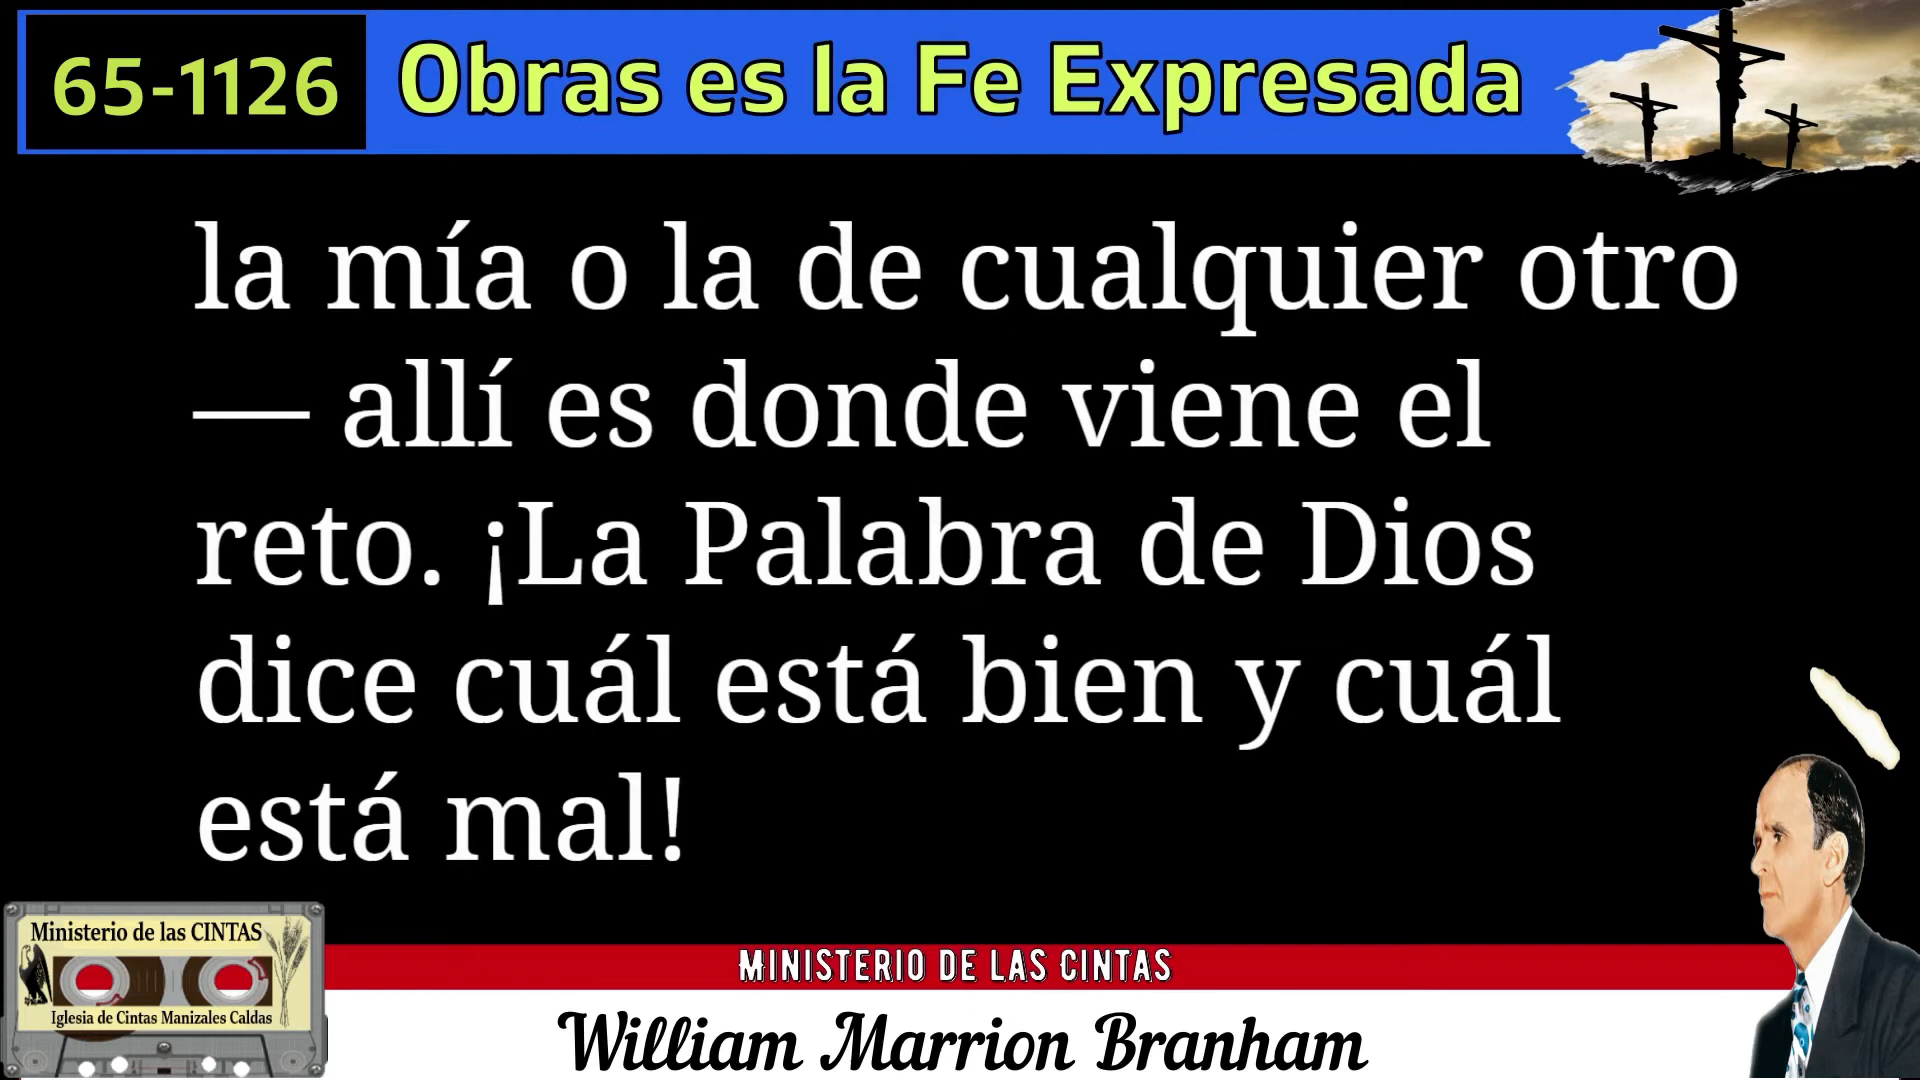 65-1126
Obras es la Fe Expresada
la mía o la de cualquier otro
— allí es donde viene el
reto. ¡La Palabra de Dios
dice cuál está bien y cuál
está mal!
Ministerio de las CINTAS
Iglesia de Cintas Manizales Caldas
MINISTERIO DE LAS CINTAS
William Marrion Branham